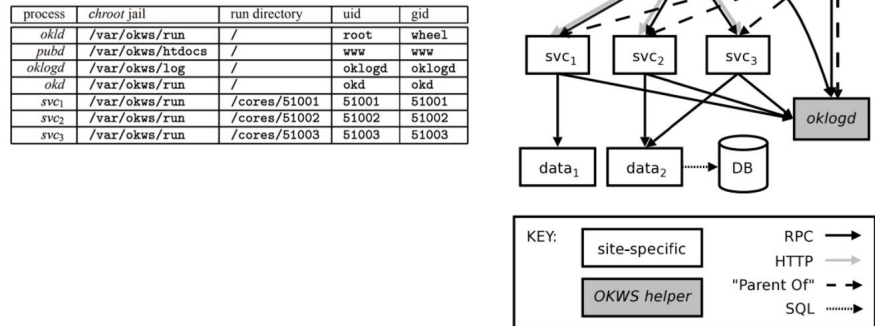 process chroot jail run directory uid gid
okld /var/okws/run / root wheel
pubd /var/okws/htdocs / www www
oklogd /var/okws/log / oklogd oklogd
okd /var/okws/run / okd okd
svc1 /var/okws/run /cores/51001 51001 51001
svc2 /var/okws/run /cores/51002 51002 51002
svc3 /var/okws/run /cores/51003 51003 51003
svc1 svc2 svc3
oklogd
data1 data2 DB
KEY:
site-specific
OKWS helper
RPC
HTTP
"Parent Of"
SQL